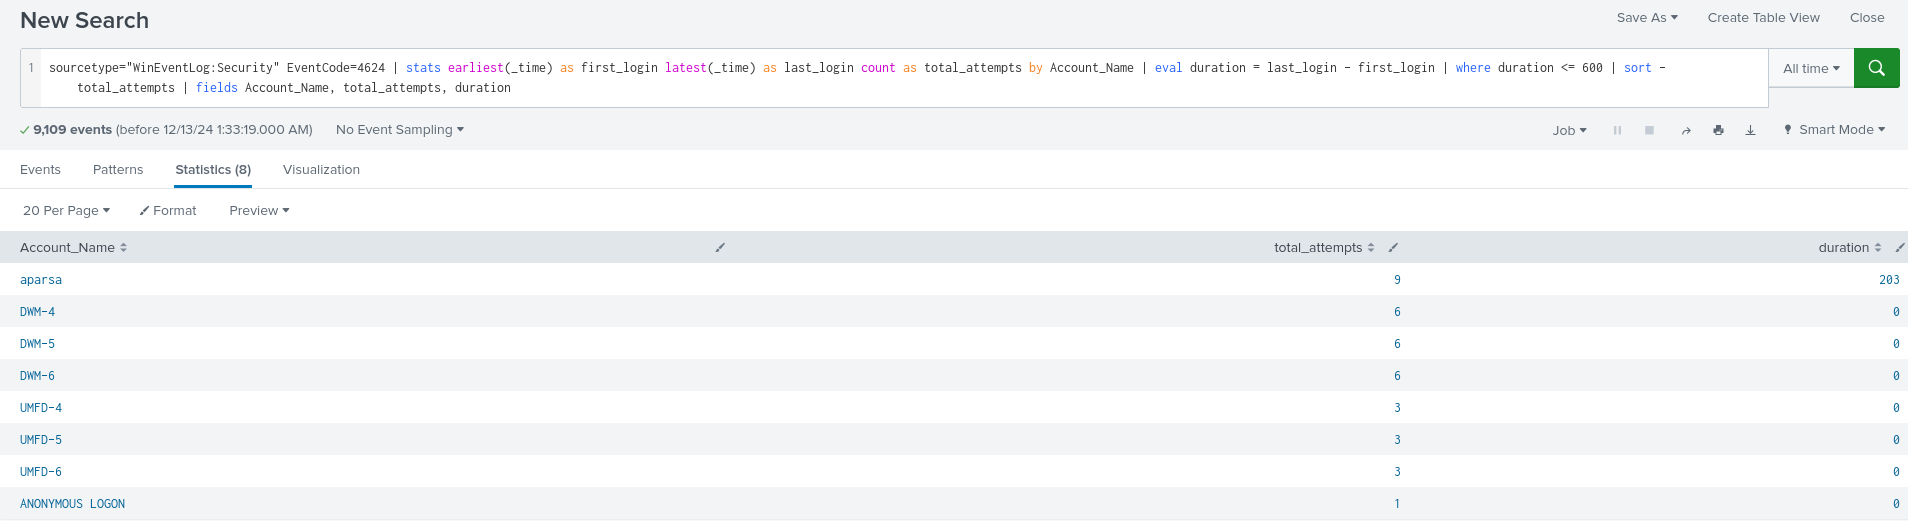 New Search
Save As Create Table View Close
1 sourcetype="WinEventLog:Security" EventCode=4624 | stats earliest(_time) as first_login latest(_time) as last_login count as total_attempts by Account_Name | eval duration = last_login - first_login | where duration <= 600 | sort -
total_attempts | fields Account_Name, total_attempts, duration
All time
9,109 events (before 12/13/24 1:33:19.000 AM) No Event Sampling
Job Smart Mode
Events Patterns Statistics (8) Visualization
20 Per Page Format Preview
Account_Name total_attempts duration
aparsa 9 203
DWM-4 6 0
DWM-5 6 0
DWM-6 6 0
UMFD-4 3 0
UMFD-5 3 0
UMFD-6 3 0
ANONYMOUS LOGON 1 0